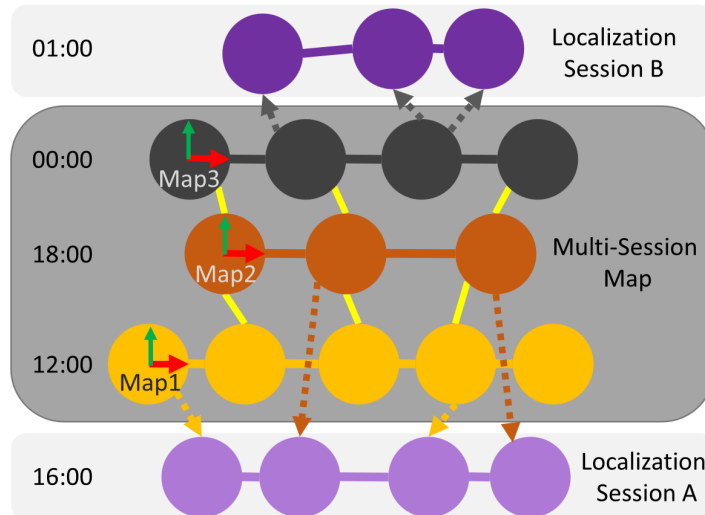 01:00
Localization
Session B
00:00
Map3
18:00
Map2
Multi-Session
Map
12:00
Map1
16:00
Localization
Session A